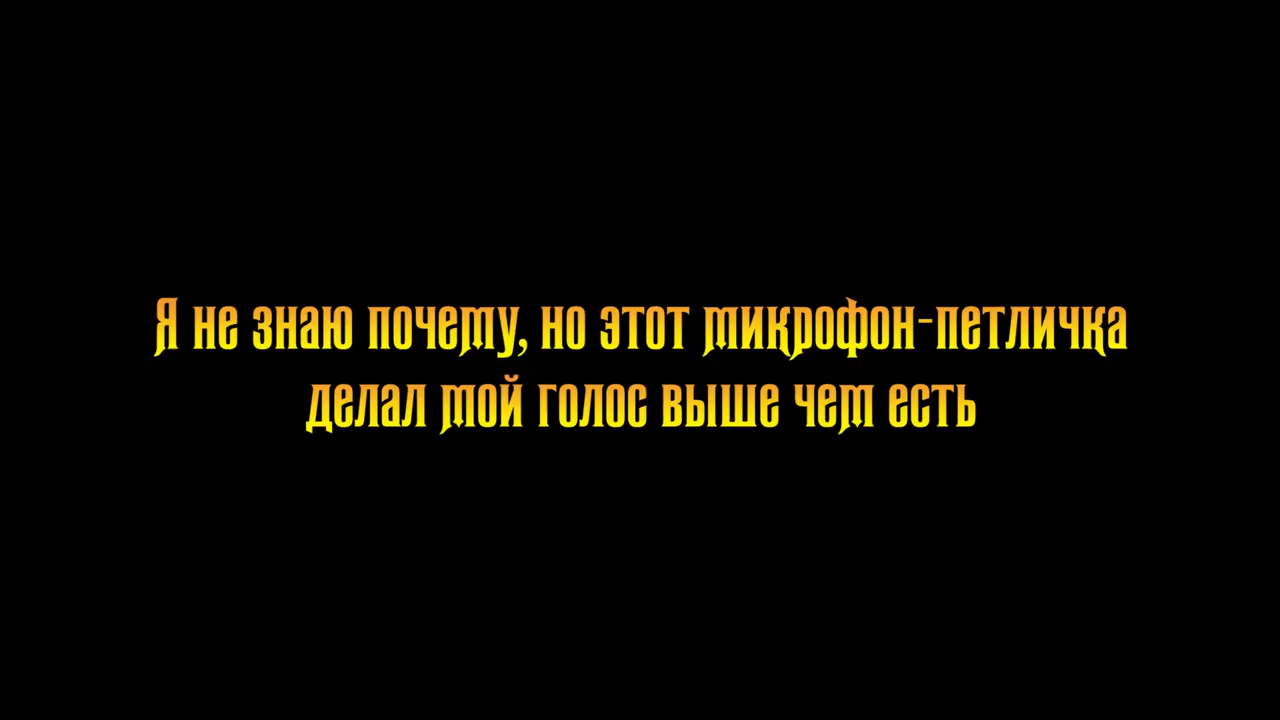 Я не знаю почему, но этот микрофон-петличка
делал мой голос выше чем есть